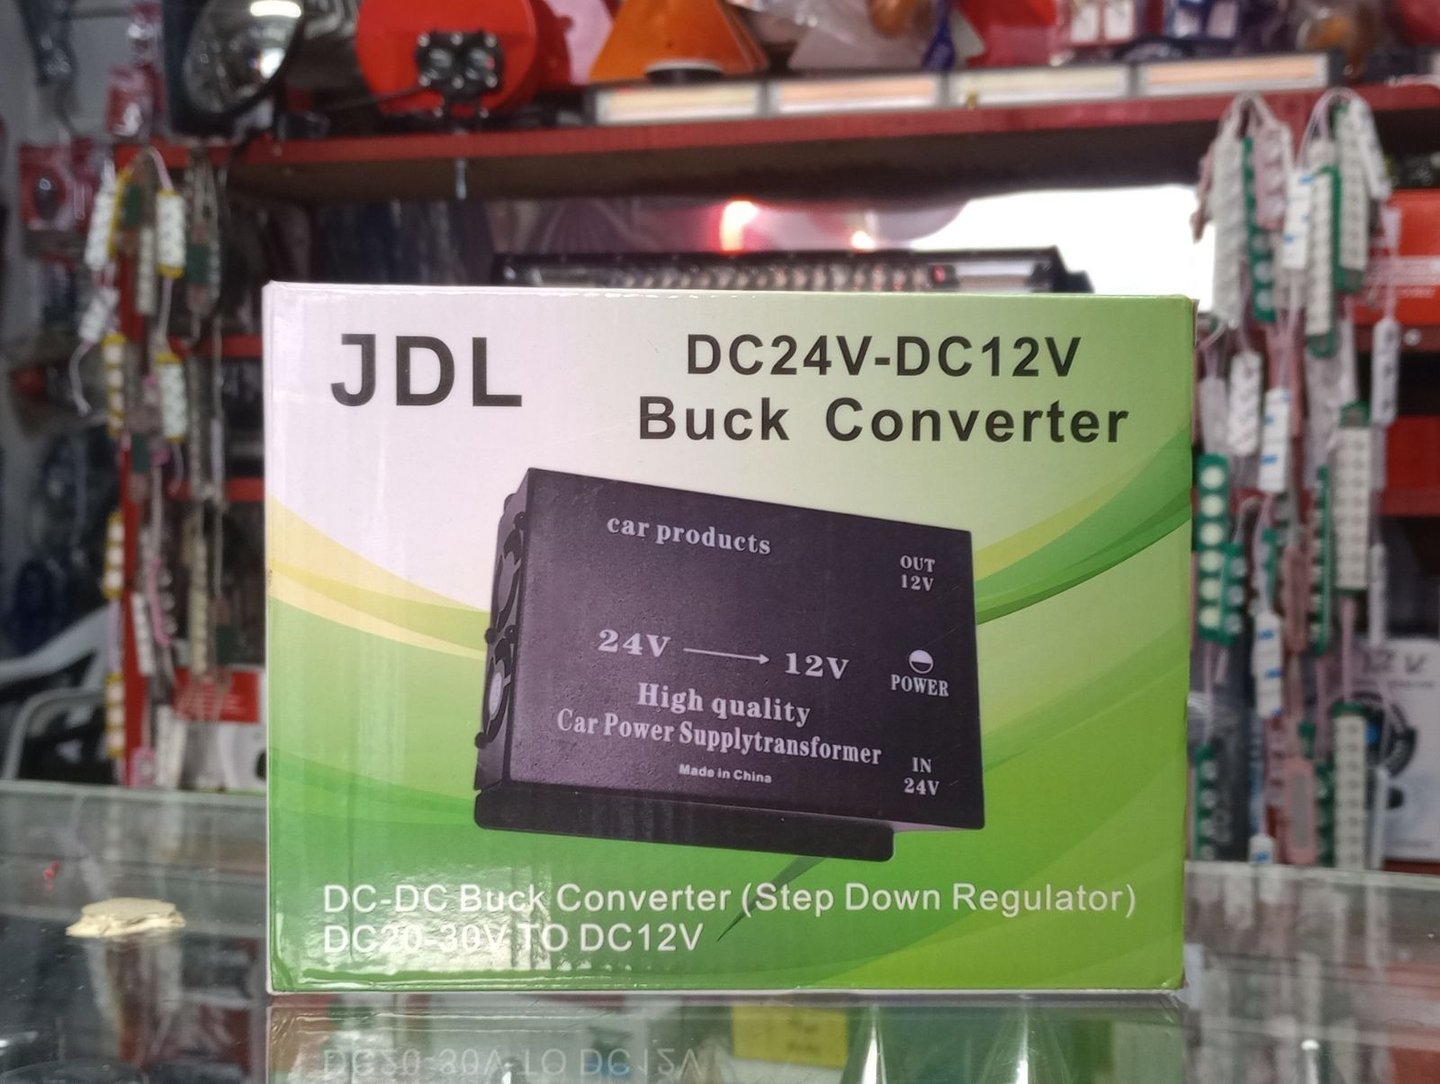 JDL
DC24V-DC12V
Buck Converter
car products
OUT
12V
24V 12V
POWER
High quality
Car Power Supplytransformer
Made in China
IN
24V
DC-DC Buck Converter (Step Down Regulator)
DC20-30V TO DC12V
12V